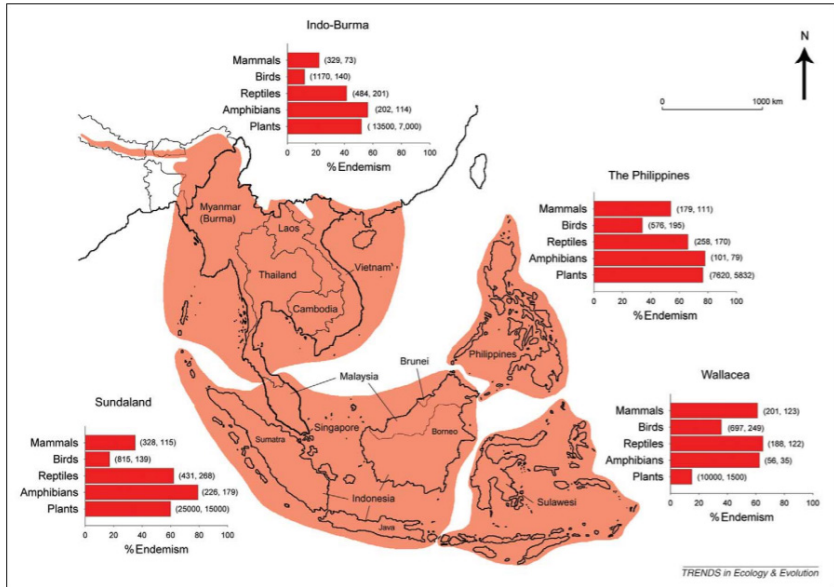 Indo-Burma
Mammals (329, 73)
Birds (1170, 140)
Reptiles (484, 201)
Amphibians (202, 114)
Plants ( 13500, 7,000)
0 20 40 60 80 100
% Endemism
N
0 1000 km
The Philippines
Mammals (179, 111)
Birds (576, 195)
Reptiles (258, 170)
Amphibians (101, 79)
Plants (7620, 5832)
0 20 40 60 80 100
% Endemism
Myanmar
(Burma)
Laos
Thailand
Vietnam
Cambodia
Philippines
Brunei
Malaysia
Singapore
Sumatra
Borneo
Indonesia
Java
Sulawesi
Wallacea
Mammals (201, 123)
Birds (697, 249)
Reptiles (188, 122)
Amphibians (56, 35)
Plants (10000, 1500)
0 20 40 60 80 100
% Endemism
Sundaland
Mammals (328, 115)
Birds (815, 139)
Reptiles (431, 268)
Amphibians (226, 179)
Plants (25000, 15000)
0 20 40 60 80 100
% Endemism
TRENDS in Ecology & Evolution